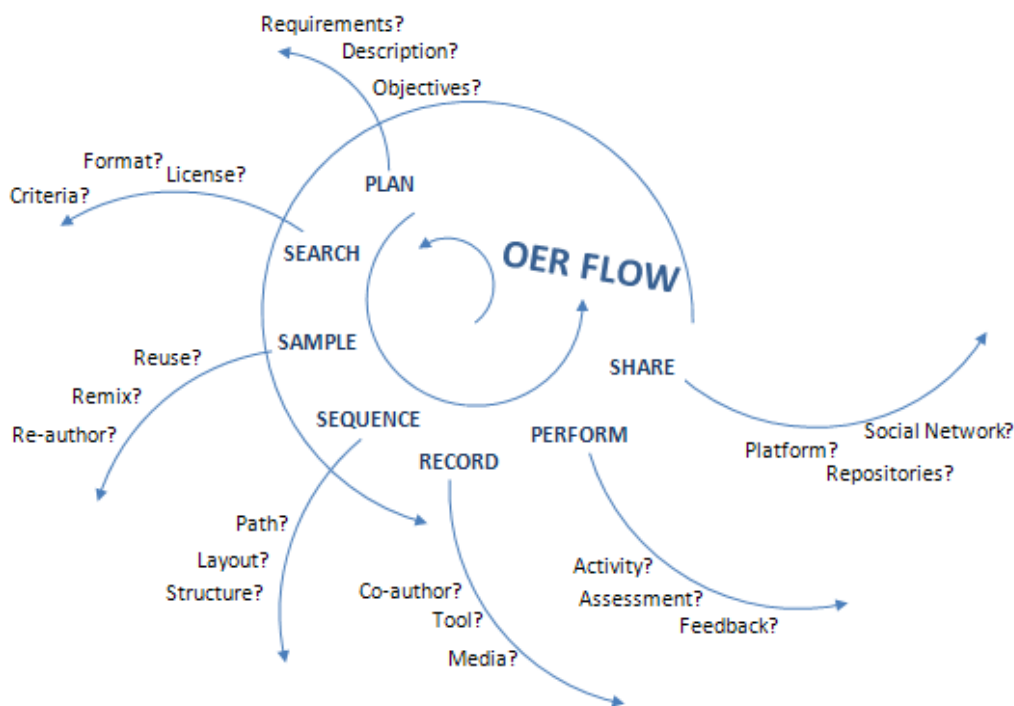 Requirements?
Description?
Objectives?
PLAN
Format?
License?
Criteria?
SEARCH
OER FLOW
SAMPLE
Reuse?
Remix?
Re-author?
SEQUENCE
Path?
Layout?
Structure?
RECORD
Co-author?
Tool?
Media?
PERFORM
Activity?
Assessment?
Feedback?
SHARE
Platform?
Social Network?
Repositories?